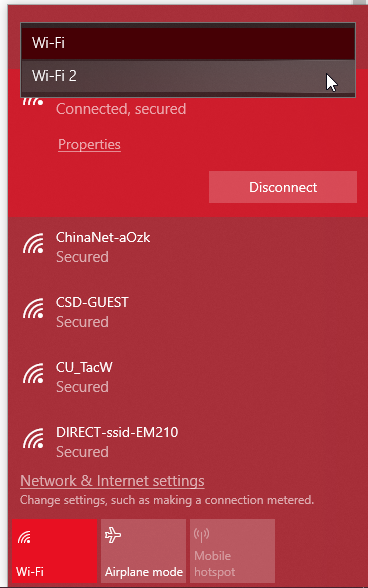 Wi-Fi
Wi-Fi 2
Connected, secured
Properties
Disconnect
ChinaNet-aOzk
Secured
CSD-GUEST
Secured
CU_TacW
Secured
DIRECT-ssid-EM210
Secured
Network & Internet settings
Change settings, such as making a connection metered.
Wi-Fi
Airplane mode
Mobile
hotspot